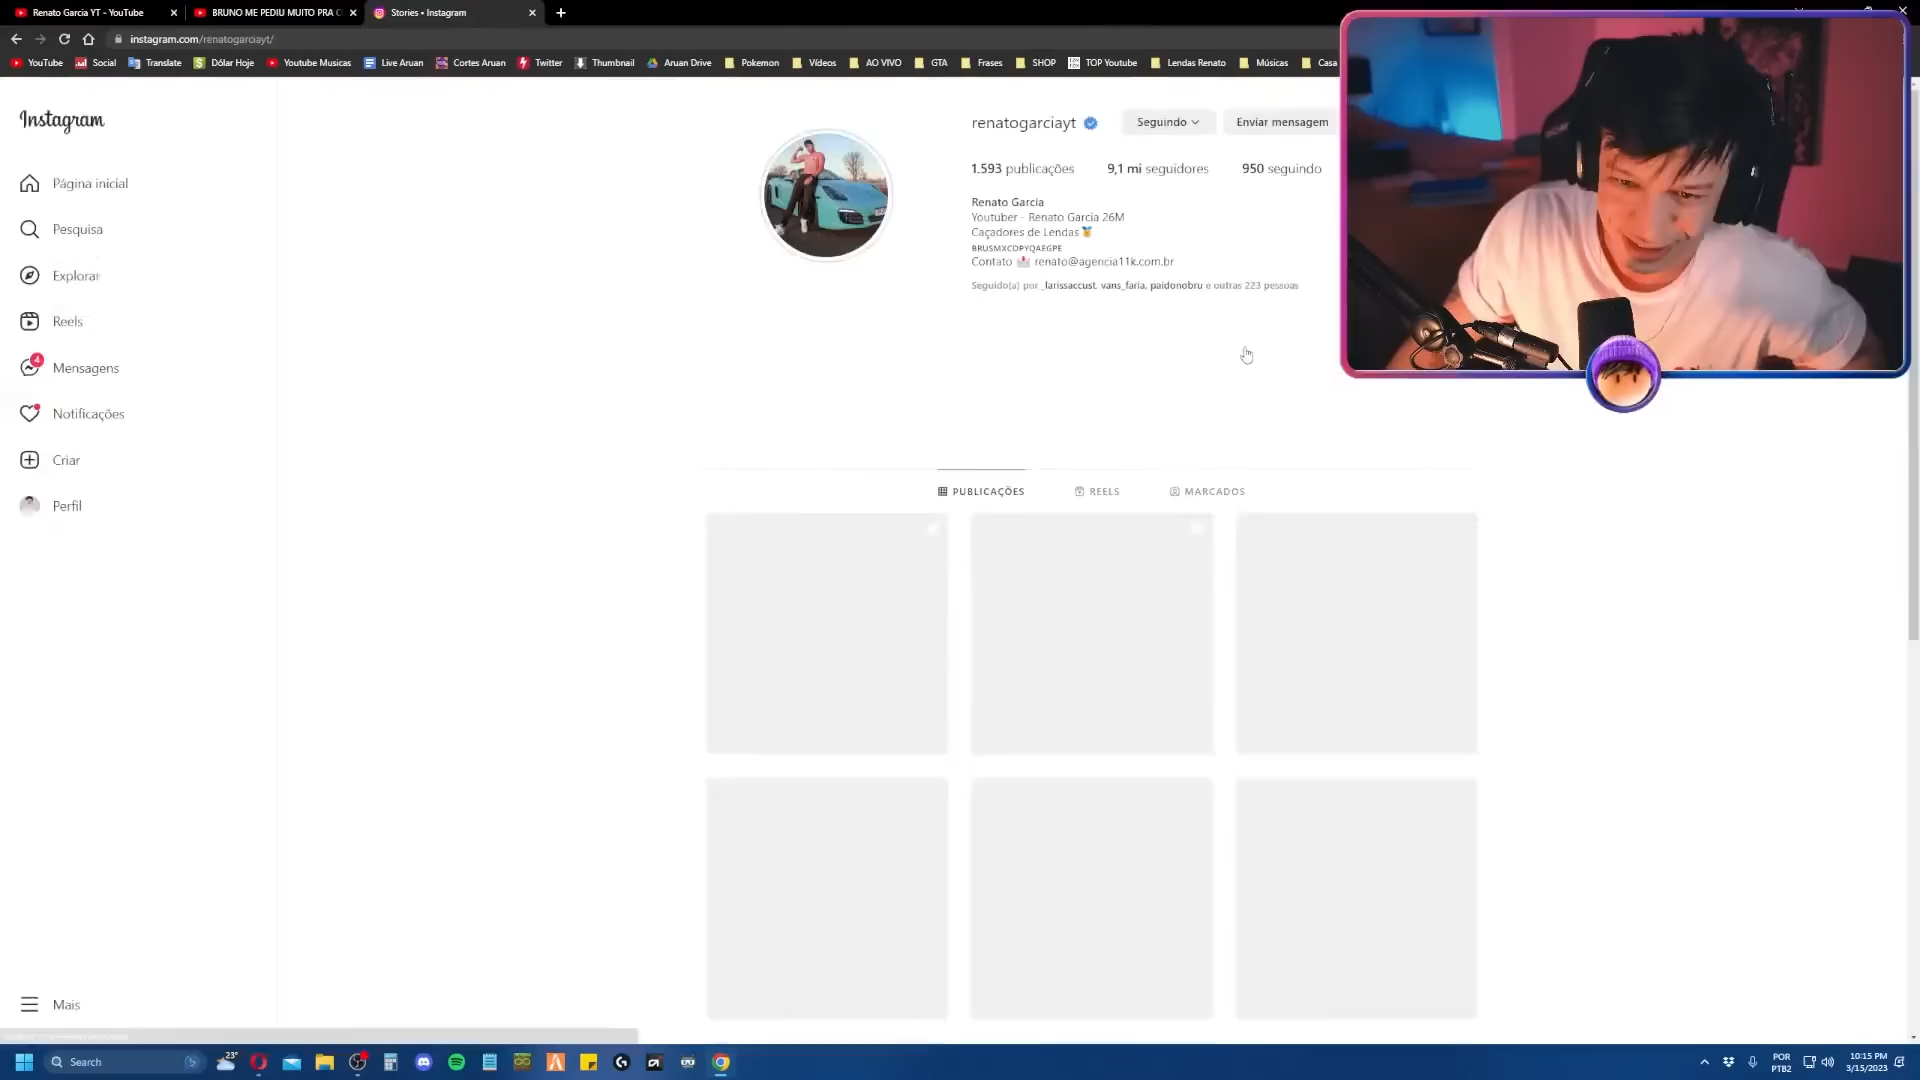 Renato Garcia YT - YouTube
BRUNO ME PEDIU MUITO PRA C
Stories • Instagram
instagram.com/renatogarciayt/
YouTube
Social
Translate
Dólar Hoje
Youtube Musicas
Live Aruan
Cortes Aruan
Twitter
Thumbnail
Aruan Drive
Pokemon
Vídeos
AO VIVO
GTA
Frases
SHOP
TOP Youtube
Lendas Renato
Músicas
Casa
Instagram
Página inicial
Pesquisa
Explorar
Reels
4
Mensagens
Notificações
Criar
Perfil
Mais
renatogarciayt
Seguindo
Enviar mensagem
1.593 publicações
9,1 mi seguidores
950 seguindo
Renato Garcia
Youtuber - Renato Garcia 26M
Caçadores de Lendas🏅
BRUSMXCOPYQAEGPE
Contato 📩 renato@agencia11k.com.br
Seguido(a) por _larissaccust, vans_faria, paidonobru e outras 223 pessoas
PUBLICAÇÕES
REELS
MARCADOS
Search
23°
POR
PTB2
10:15 PM
3/15/2023